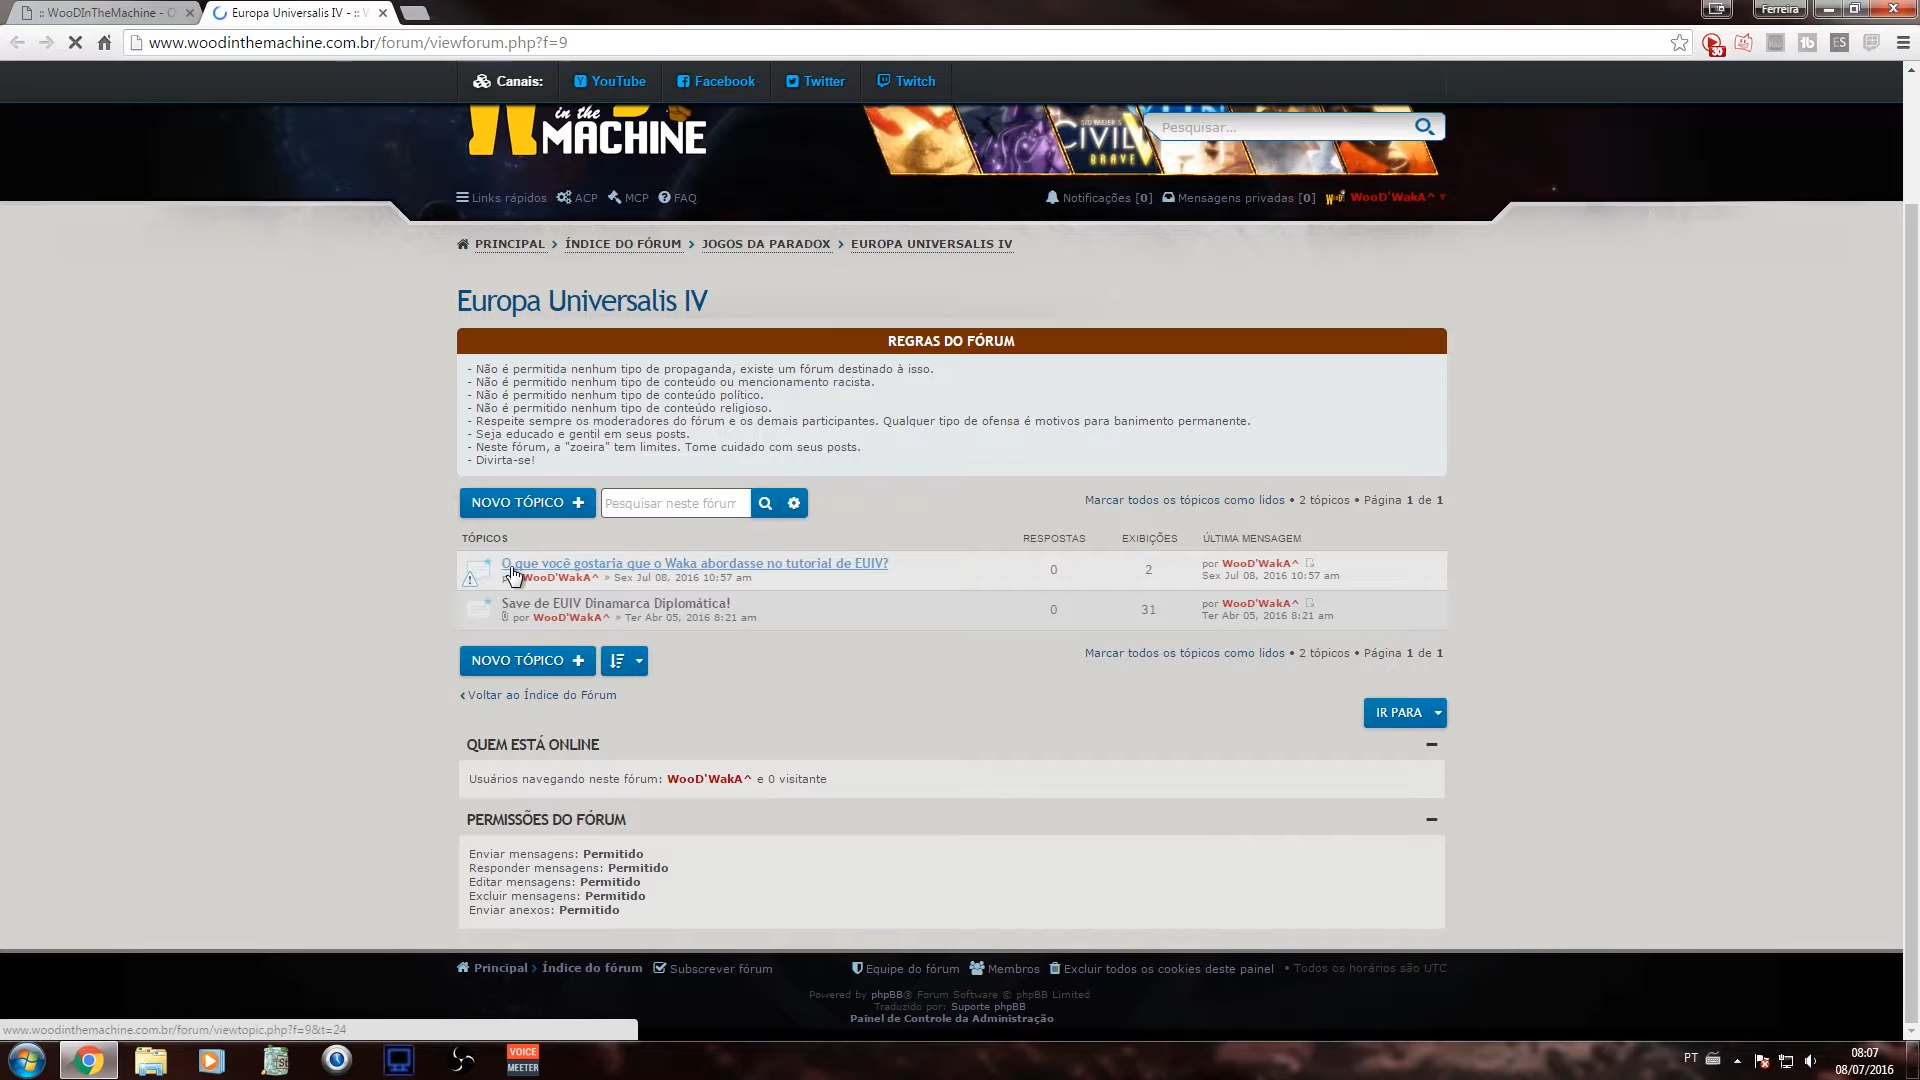 :: WooDInTheMachine - O
Europa Universalis IV - :: W
Ferreira
www.woodinthemachine.com.br/forum/viewforum.php?f=9
30
ES
Canais:
YouTube
Facebook
Twitter
Twitch
in the
MACHINE
CIVIL
BRAVE
Pesquisar...
Links rápidos
ACP
MCP
FAQ
Notificações [0]
Mensagens privadas [0]
WooD'WakA^
PRINCIPAL
ÍNDICE DO FÓRUM
JOGOS DA PARADOX
EUROPA UNIVERSALIS IV
Europa Universalis IV
REGRAS DO FÓRUM
- Não é permitida nenhum tipo de propaganda, existe um fórum destinado à isso.
- Não é permitido nenhum tipo de conteúdo ou mencionamento racista.
- Não é permitido nenhum tipo de conteúdo político.
- Não é permitido nenhum tipo de conteúdo religioso.
- Respeite sempre os moderadores do fórum e os demais participantes. Qualquer tipo de ofensa é motivos para banimento permanente.
- Seja educado e gentil em seus posts.
- Neste fórum, a "zoeira" tem limites. Tome cuidado com seus posts.
- Divirta-se!
NOVO TÓPICO
Pesquisar neste fórum
Marcar todos os tópicos como lidos • 2 tópicos • Página 1 de 1
TÓPICOS
RESPOSTAS
EXIBIÇÕES
ÚLTIMA MENSAGEM
O que você gostaria que o Waka abordasse no tutorial de EUIV?
WooD'WakA^ » Sex Jul 08, 2016 10:57 am
0
2
por WooD'WakA^
Sex Jul 08, 2016 10:57 am
Save de EUIV Dinamarca Diplomática!
por WooD'WakA^ » Ter Abr 05, 2016 8:21 am
0
31
por WooD'WakA^
Ter Abr 05, 2016 8:21 am
NOVO TÓPICO
Marcar todos os tópicos como lidos • 2 tópicos • Página 1 de 1
Voltar ao Índice do Fórum
IR PARA
QUEM ESTÁ ONLINE
Usuários navegando neste fórum: WooD'WakA^ e 0 visitante
PERMISSÕES DO FÓRUM
Enviar mensagens: Permitido
Responder mensagens: Permitido
Editar mensagens: Permitido
Excluir mensagens: Permitido
Enviar anexos: Permitido
Principal
Índice do fórum
Subscrever fórum
Equipe do fórum
Membros
Excluir todos os cookies deste painel
• Todos os horários são UTC
Powered by phpBB® Forum Software © phpBB Limited
Traduzido por: Suporte phpBB
Painel de Controle da Administração
www.woodinthemachine.com.br/forum/viewtopic.php?f=9&t=24
VOICE
MEETER
PT
08:07
08/07/2016